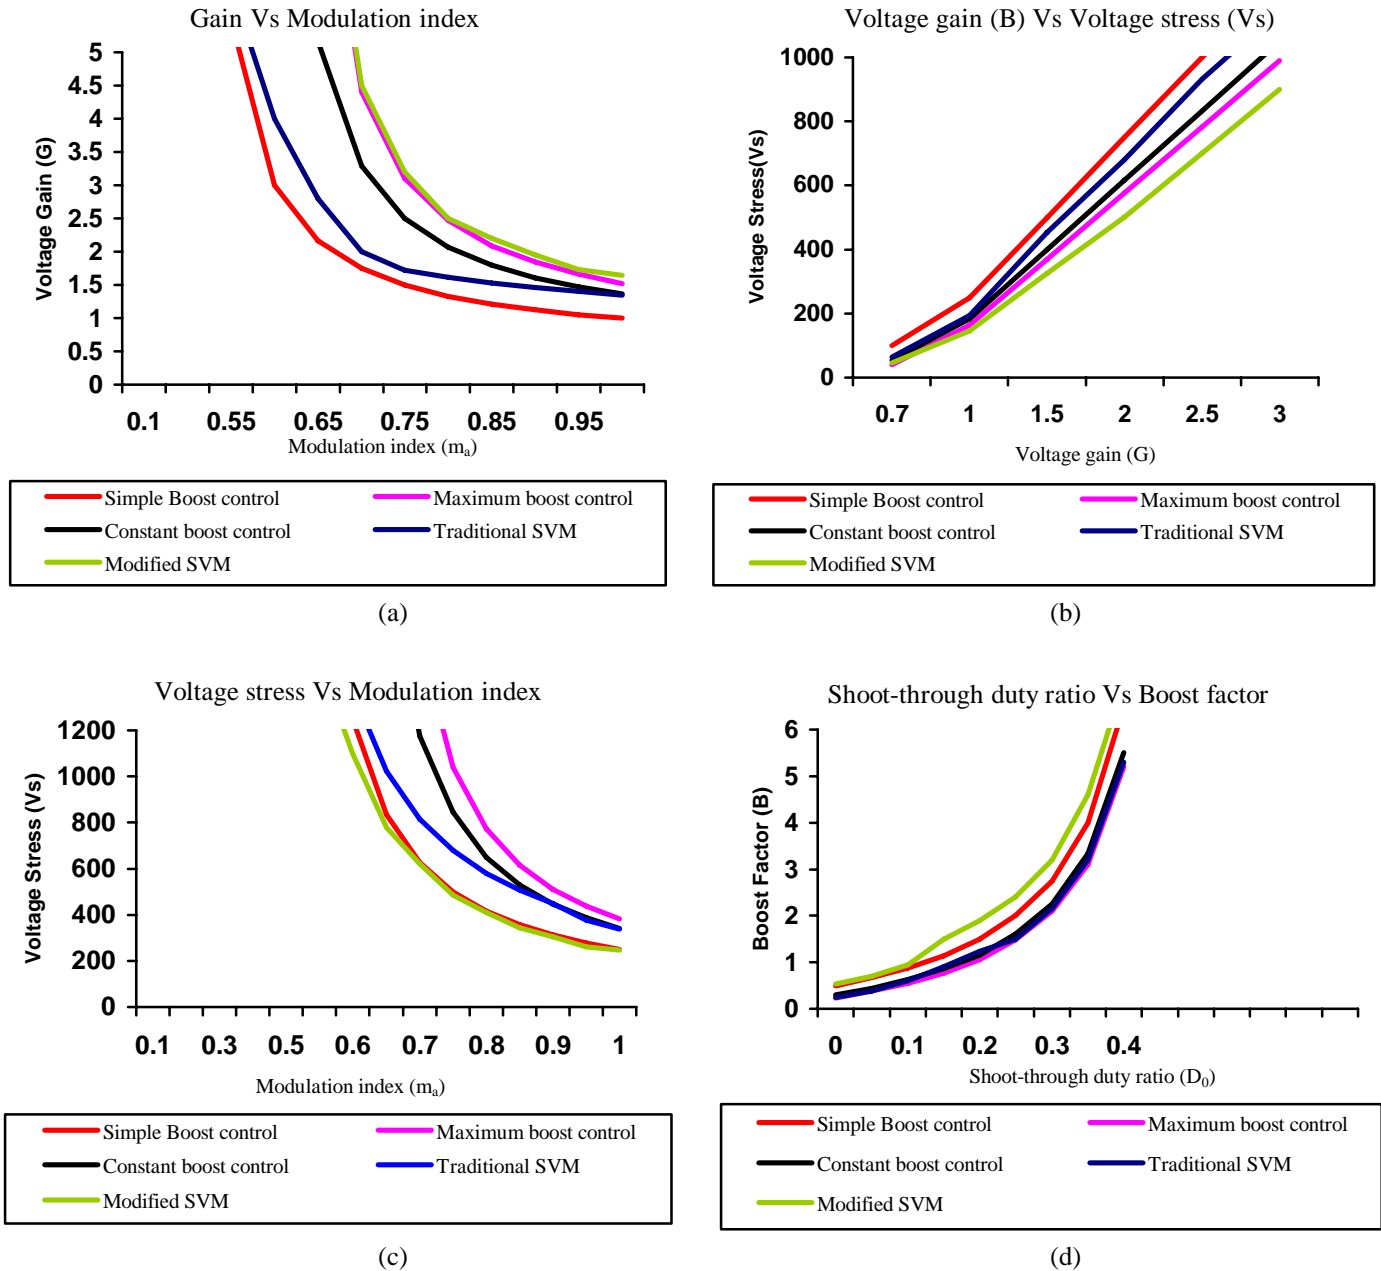 Gain Vs Modulation index
Voltage Gain (G)
5
4.5
4
3.5
3
2.5
2
1.5
1
0.5
0
0.1 0.55 0.65 0.75 0.85 0.95
Modulation index (ma)
Simple Boost control Maximum boost control
Constant boost control Traditional SVM
Modified SVM
(a)
Voltage gain (B) Vs Voltage stress (Vs)
Voltage Stress(Vs)
1000
800
600
400
200
0
0.7 1 1.5 2 2.5 3
Voltage gain (G)
Simple Boost control Maximum boost control
Constant boost control Traditional SVM
Modified SVM
(b)
Voltage stress Vs Modulation index
Voltage Stress (Vs)
1200
1000
800
600
400
200
0
0.1 0.3 0.5 0.6 0.7 0.8 0.9 1
Modulation index (ma)
Simple Boost control Maximum boost control
Constant boost control Traditional SVM
Modified SVM
(c)
Shoot-through duty ratio Vs Boost factor
Boost Factor (B)
6
5
4
3
2
1
0
0 0.1 0.2 0.3 0.4
Shoot-through duty ratio (D0)
Simple Boost control Maximum boost control
Constant boost control Traditional SVM
Modified SVM
(d)